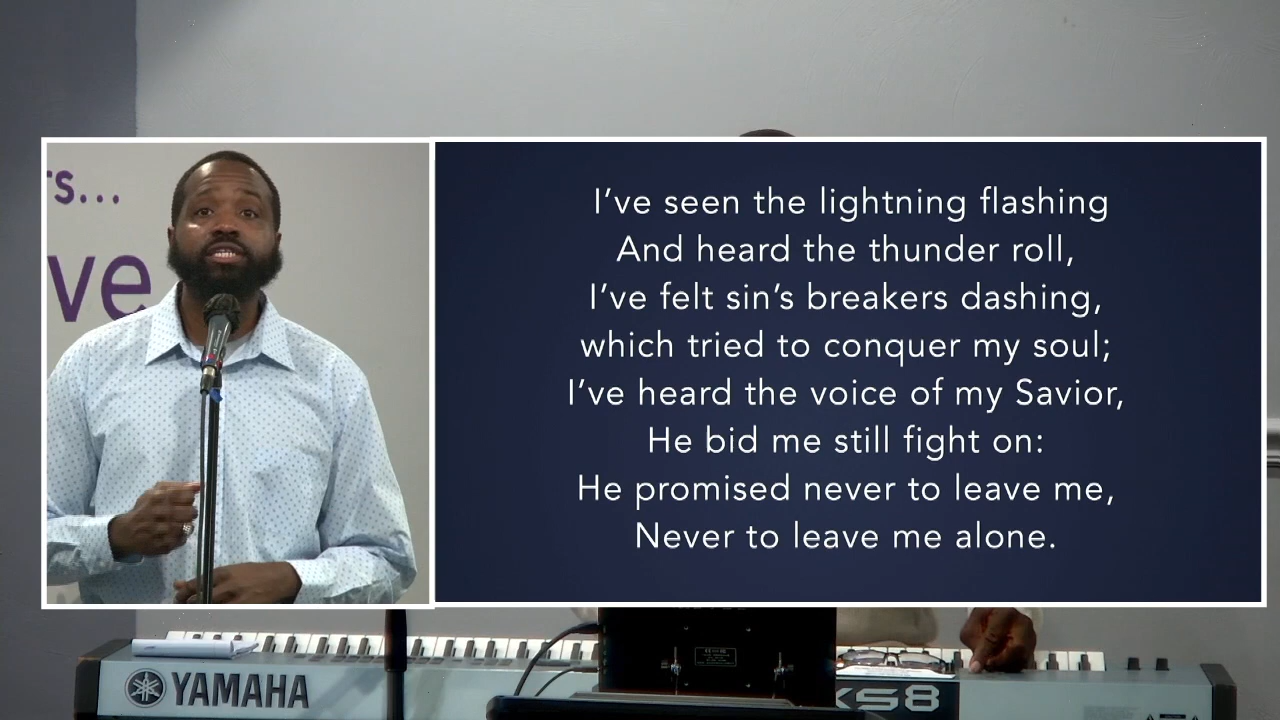 rs...
ve
I've seen the lightning flashing
And heard the thunder roll,
I've felt sin's breakers dashing,
which tried to conquer my soul;
I've heard the voice of my Savior,
He bid me still fight on:
He promised never to leave me,
Never to leave me alone.
YAMAHA
KS8